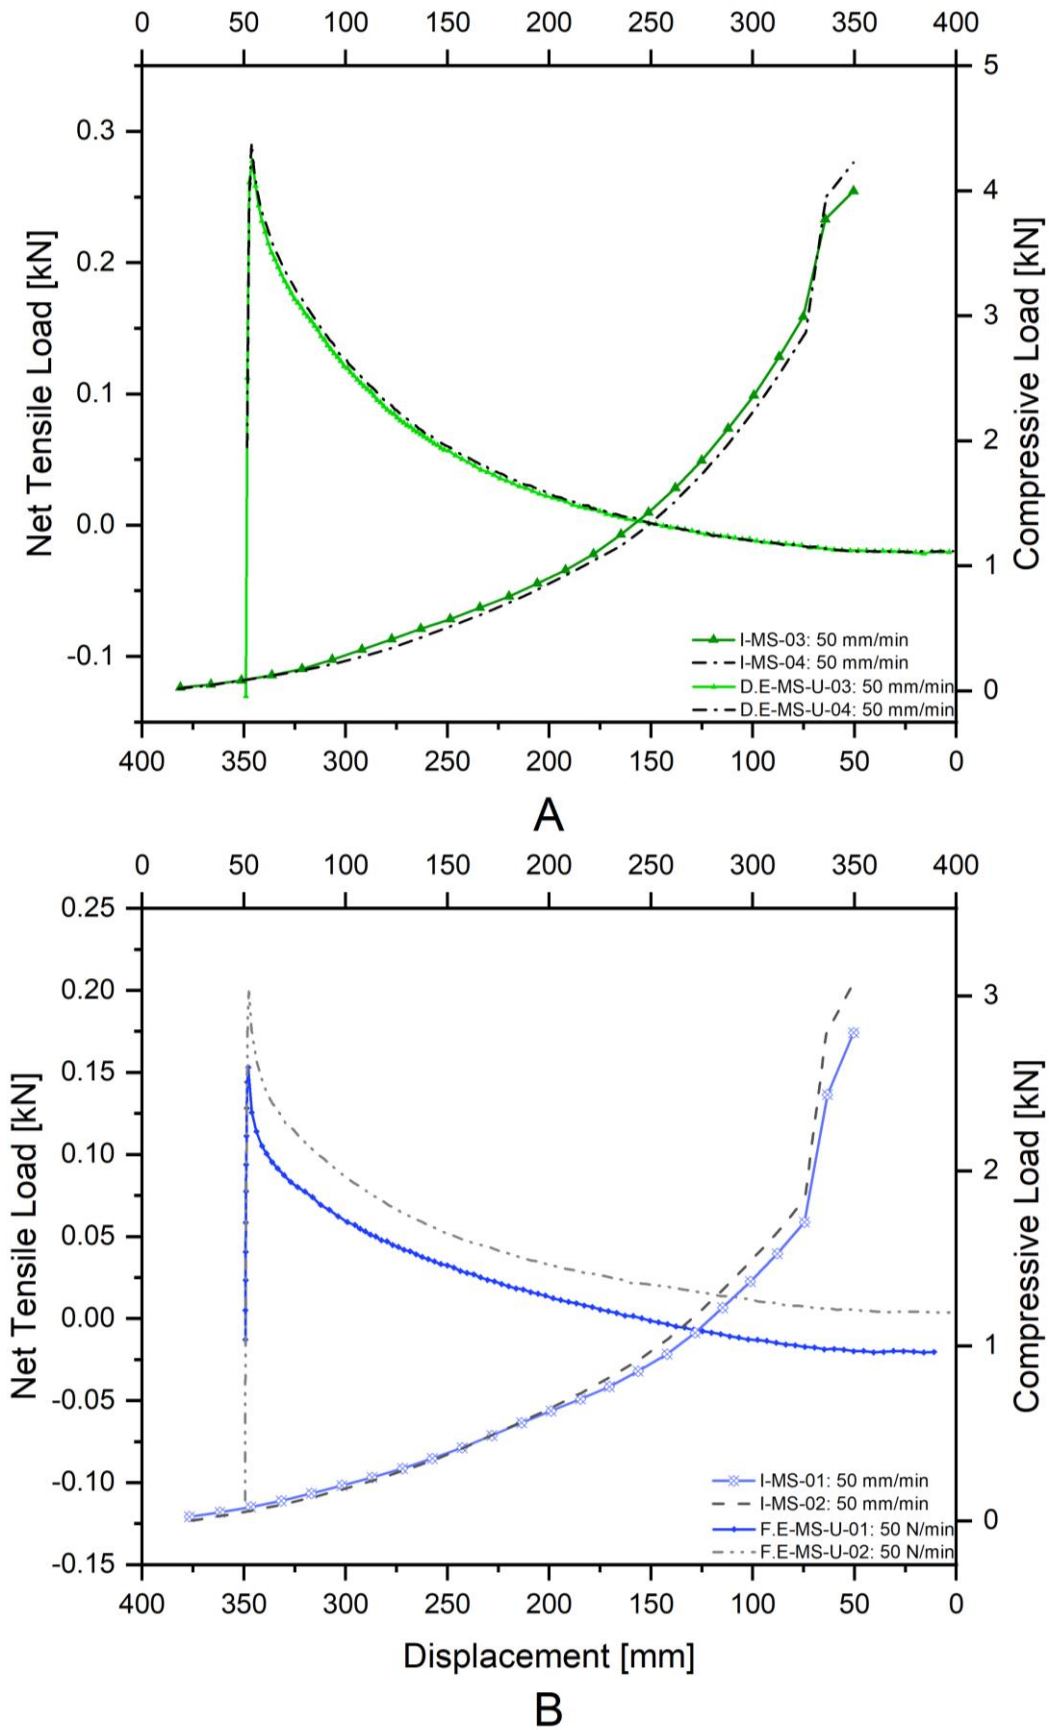 0 50 100 150 200 250 300 350 400
5
0.3
4
0.2
3
0.1
2
0.0
1
-0.1
0
Net Tensile Load [kN]
Compressive Load [kN]
I-MS-03: 50 mm/min
I-MS-04: 50 mm/min
D.E-MS-U-03: 50 mm/min
D.E-MS-U-04: 50 mm/min
400 350 300 250 200 150 100 50 0
A
0 50 100 150 200 250 300 350 400
0.25
0.20
3
0.15
0.10
2
0.05
0.00
1
-0.05
-0.10
0
-0.15
Net Tensile Load [kN]
Compressive Load [kN]
I-MS-01: 50 mm/min
I-MS-02: 50 mm/min
F.E-MS-U-01: 50 N/min
F.E-MS-U-02: 50 N/min
400 350 300 250 200 150 100 50 0
Displacement [mm]
B